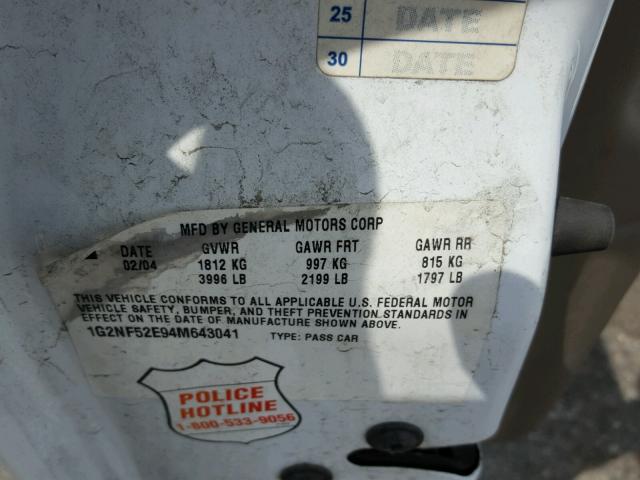 25 DATE
30 DATE
MFD BY GENERAL MOTORS CORP
DATE GVWR GAWR FRT GAWR RR
02/04 1812 KG 997 KG 815 KG
3996 LB 2199 LB 1797 LB
THIS VEHICLE CONFORMS TO ALL APPLICABLE U.S. FEDERAL MOTOR
VEHICLE SAFETY, BUMPER, AND THEFT PREVENTION STANDARDS IN
EFFECT ON THE DATE OF MANUFACTURE SHOWN ABOVE.
1G2NF52E94M643041 TYPE: PASS CAR
POLICE
HOTLINE
1-800-533-9056